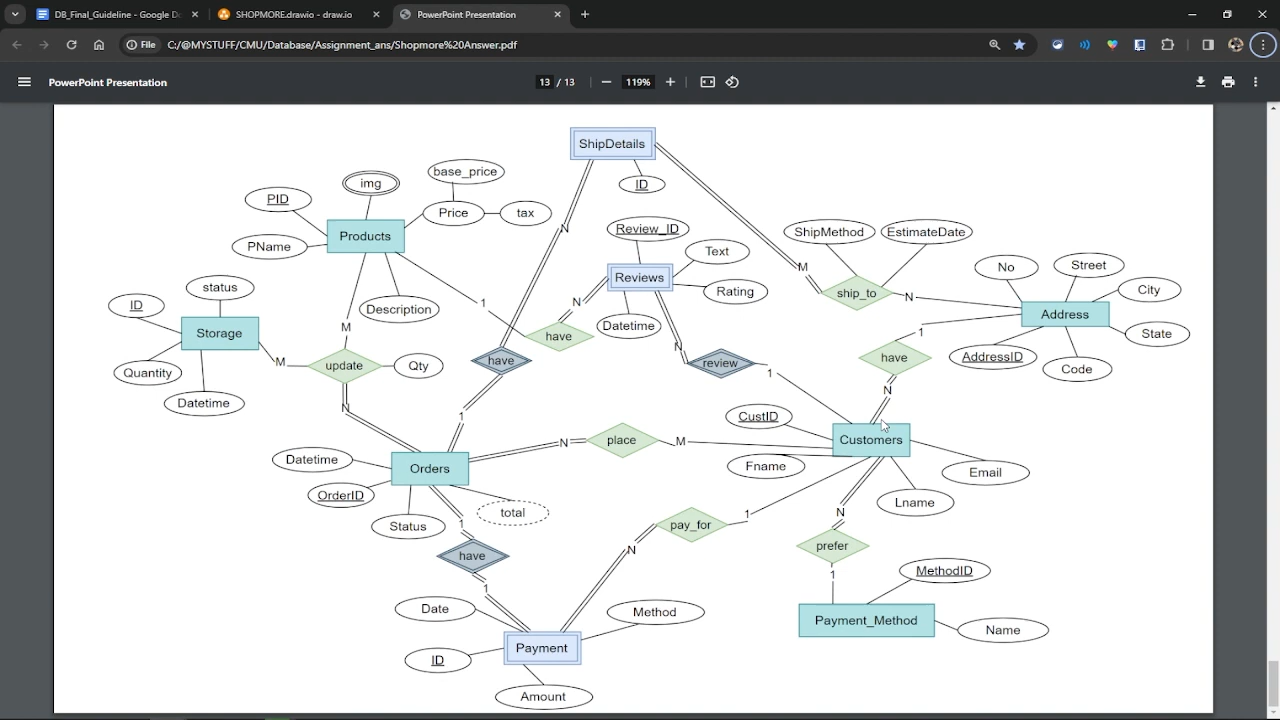 DB_Final_Guideline - Google Do
SHOPMORE.drawio - draw.io
PowerPoint Presentation
File
C:/@MYSTUFF/CMU/Database/Assignment_ans/Shopmore%20Answer.pdf
PowerPoint Presentation
13 / 13
119%
ShipDetails
ID
img
base_price
PID
Price
tax
PName
Products
Description
N
Review_ID
Text
Reviews
Rating
Datetime
N
1
have
ShipMethod
EstimateDate
M
ship_to
N
No
Street
City
Address
State
AddressID
Code
1
have
N
status
ID
Storage
Quantity
Datetime
M
M
update
Qty
N
have
1
N
review
1
CustID
Customers
Fname
Lname
Email
N
place
M
Datetime
Orders
OrderID
Status
total
1
have
1
pay_for
1
N
N
prefer
1
MethodID
Payment_Method
Name
Date
Method
Payment
ID
Amount